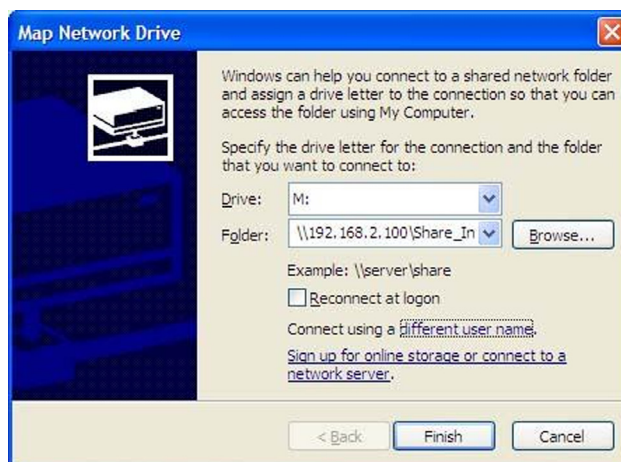 Map Network Drive
Windows can help you connect to a shared network folder
and assign a drive letter to the connection so that you can
access the folder using My Computer.
Specify the drive letter for the connection and the folder
that you want to connect to:
Drive: M:
Folder: \\192.168.2.100\Share_In Browse...
Example: \\server\share
Reconnect at logon
Connect using a different user name.
Sign up for online storage or connect to a
network server.
< Back Finish Cancel